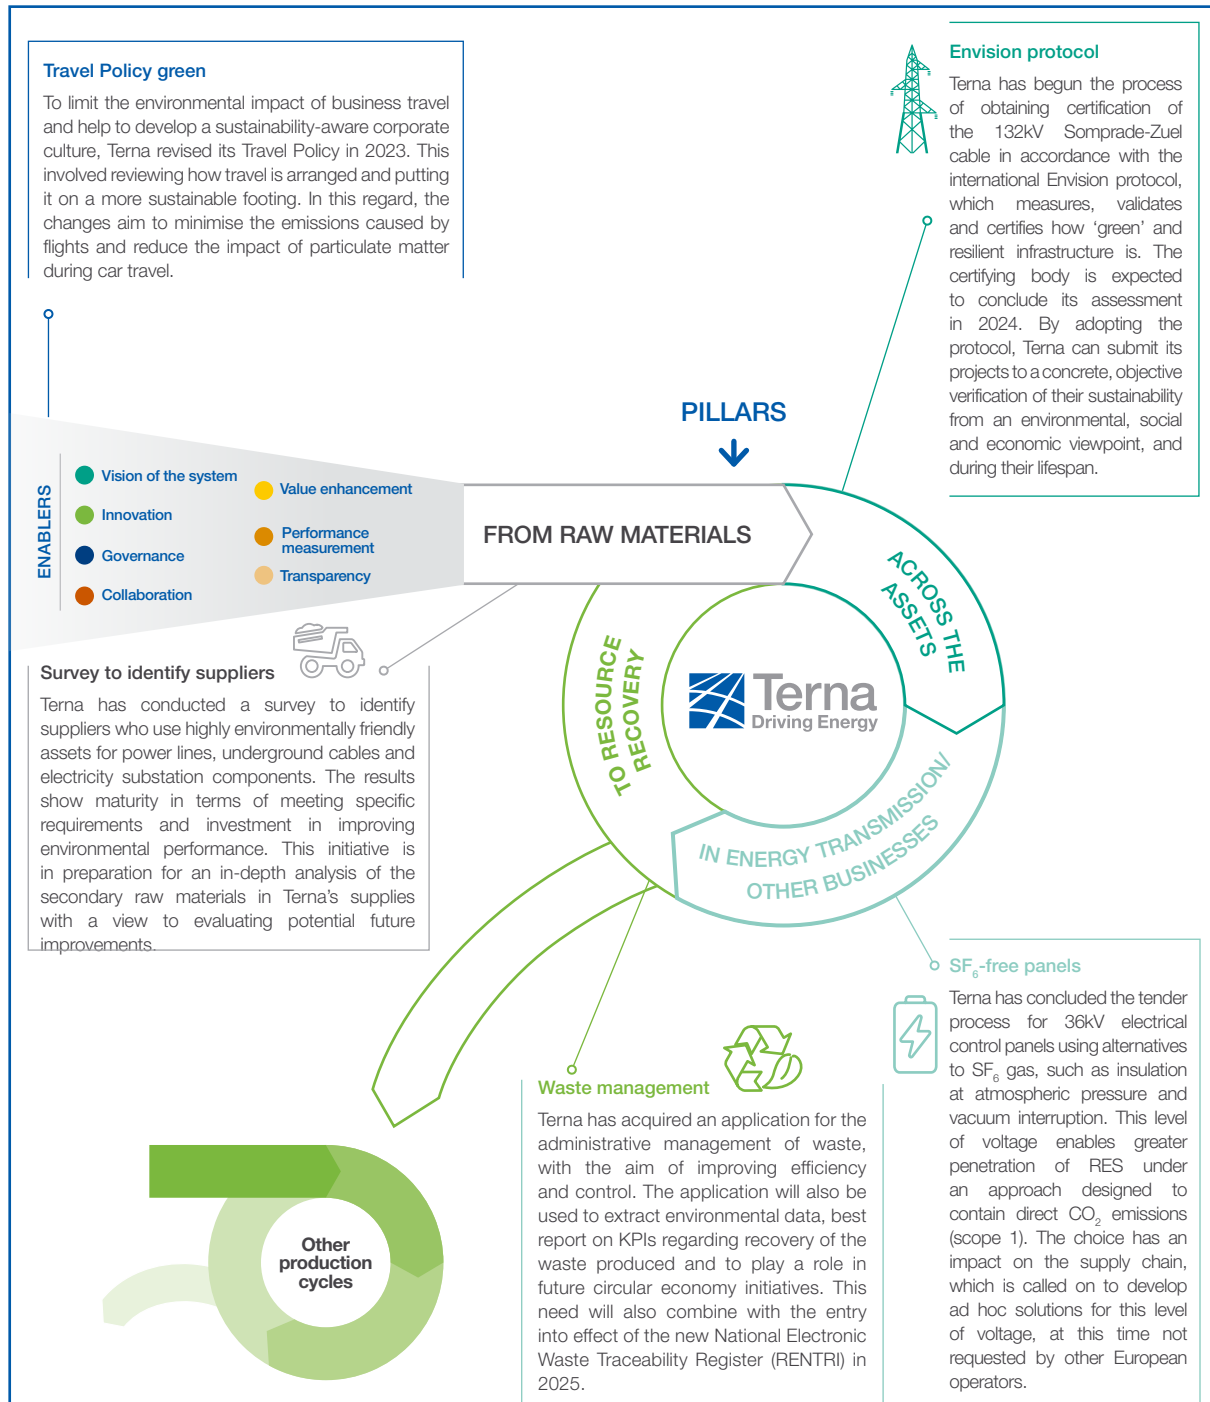 Travel Policy green
To limit the environmental impact of business travel
and help to develop a sustainability-aware corporate
culture, Terna revised its Travel Policy in 2023. This
involved reviewing how travel is arranged and putting
it on a more sustainable footing. In this regard, the
changes aim to minimise the emissions caused by
flights and reduce the impact of particulate matter
during car travel.
Envision protocol
Terna has begun the process
of obtaining certification of
the 132kV Somprade-Zuel
cable in accordance with the
international Envision protocol,
which measures, validates
and certifies how ‘green’ and
resilient infrastructure is. The
certifying body is expected
to conclude its assessment
in 2024. By adopting the
protocol, Terna can submit its
projects to a concrete, objective
verification of their sustainability
from an environmental, social
and economic viewpoint, and
during their lifespan.
PILLARS
ENABLERS
Vision of the system
Innovation
Governance
Collaboration
Value enhancement
Performance
measurement
Transparency
FROM RAW MATERIALS
ACROSS THE
ASSETS
IN ENERGY TRANSMISSION/
OTHER BUSINESSES
TO RESOURCE
RECOVERY
Terna
Driving Energy
Survey to identify suppliers
Terna has conducted a survey to identify
suppliers who use highly environmentally friendly
assets for power lines, underground cables and
electricity substation components. The results
show maturity in terms of meeting specific
requirements and investment in improving
environmental performance. This initiative is
in preparation for an in-depth analysis of the
secondary raw materials in Terna’s supplies
with a view to evaluating potential future
improvements.
SF₆-free panels
Terna has concluded the tender
process for 36kV electrical
control panels using alternatives
to SF₆ gas, such as insulation
at atmospheric pressure and
vacuum interruption. This level
of voltage enables greater
penetration of RES under
an approach designed to
contain direct CO₂ emissions
(scope 1). The choice has an
impact on the supply chain,
which is called on to develop
ad hoc solutions for this level
of voltage, at this time not
requested by other European
operators.
Waste management
Terna has acquired an application for the
administrative management of waste,
with the aim of improving efficiency
and control. The application will also be
used to extract environmental data, best
report on KPIs regarding recovery of the
waste produced and to play a role in
future circular economy initiatives. This
need will also combine with the entry
into effect of the new National Electronic
Waste Traceability Register (RENTRI) in
2025.
Other
production
cycles